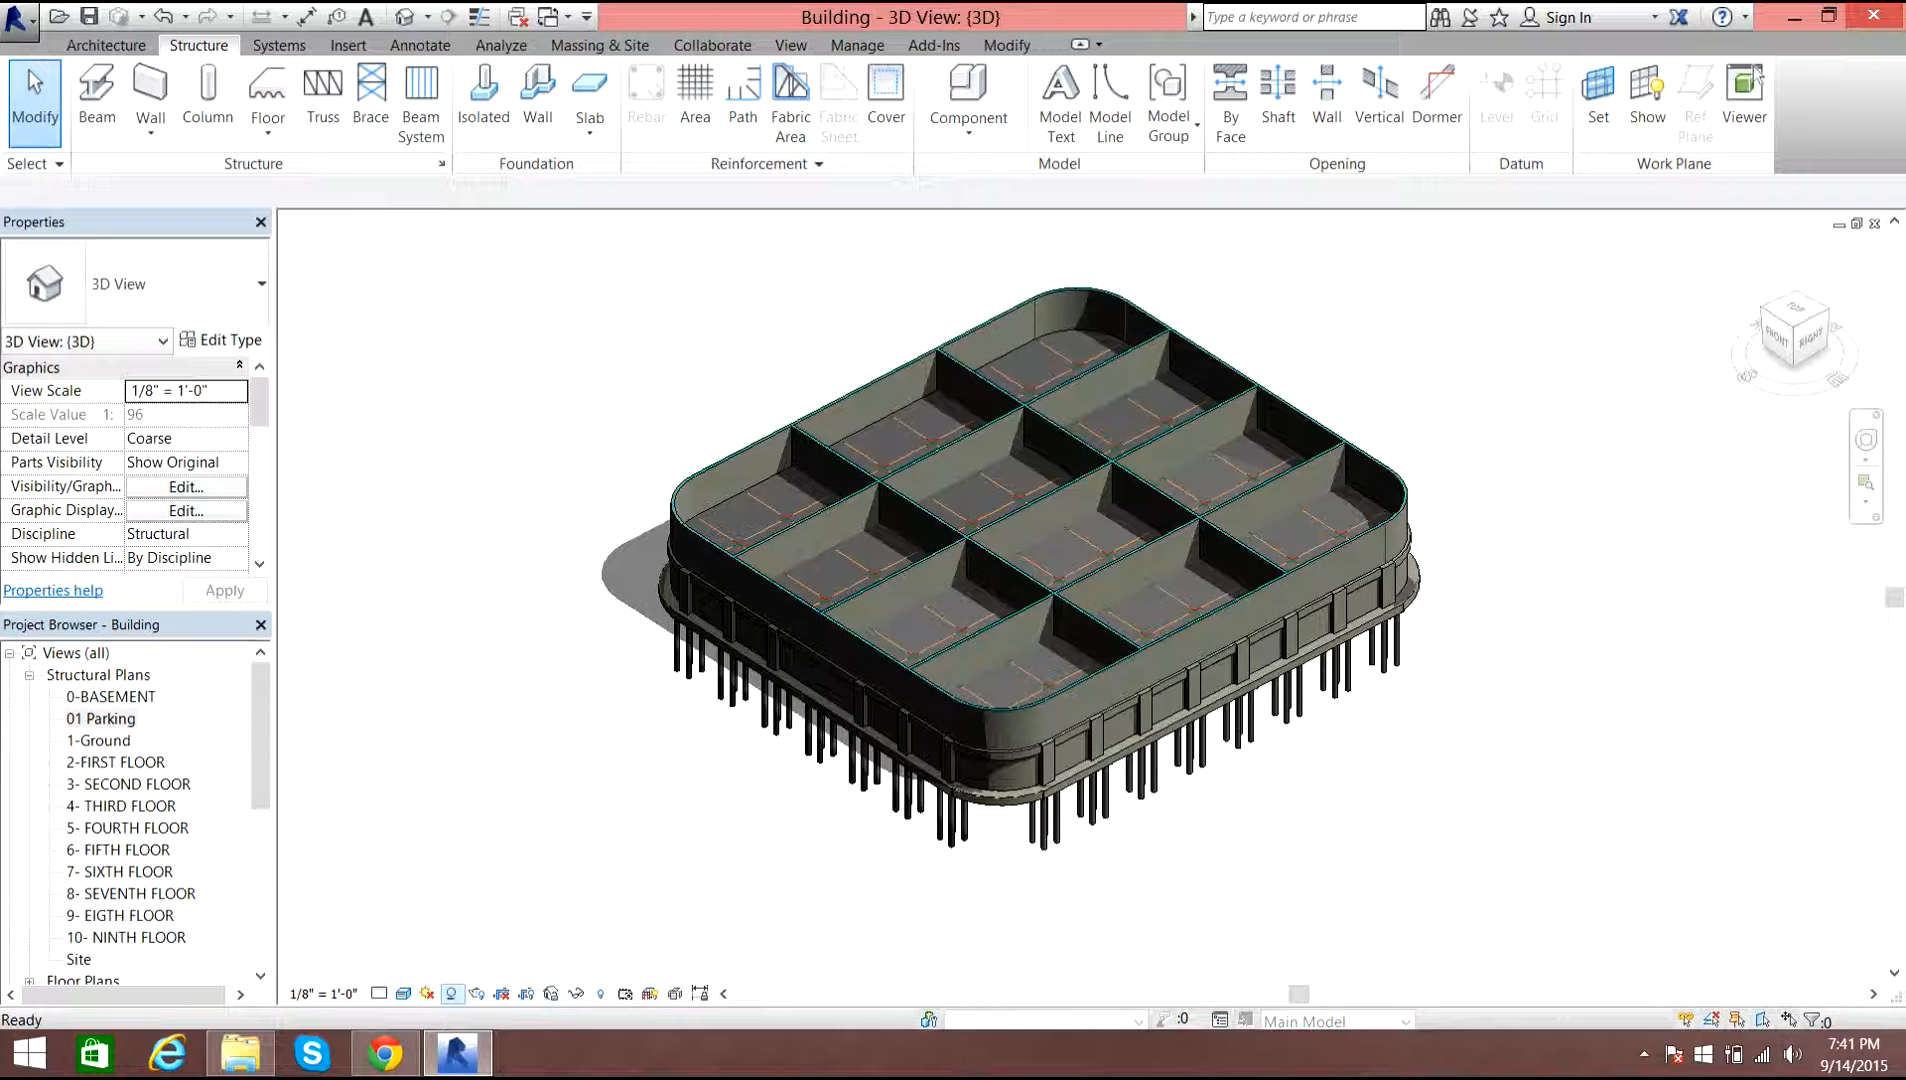 Building - 3D View: {3D}
Type a keyword or phrase
Sign In
Architecture Structure Systems Insert Annotate Analyze Massing & Site Collaborate View Manage Add-Ins Modify
Modify Beam Wall Column Floor Truss Brace Beam System Isolated Wall Slab Rebar Area Path Fabric Area Fabric Sheet Cover Component Model Text Model Line Model Group By Face Shaft Wall Vertical Dormer Level Grid Ref Plane Set Show Viewer
Select Structure Foundation Reinforcement Model Opening Datum Work Plane
Properties
3D View
3D View: {3D} Edit Type
Graphics
View Scale 1/8" = 1'-0"
Scale Value 1: 96
Detail Level Coarse
Parts Visibility Show Original
Visibility/Graph... Edit...
Graphic Display... Edit...
Discipline Structural
Show Hidden Li... By Discipline
Properties help Apply
Project Browser - Building
Views (all)
Structural Plans
0-BASEMENT
01 Parking
1-Ground
2-FIRST FLOOR
3- SECOND FLOOR
4- THIRD FLOOR
5- FOURTH FLOOR
6- FIFTH FLOOR
7- SIXTH FLOOR
8- SEVENTH FLOOR
9- EIGTH FLOOR
10- NINTH FLOOR
Site
Floor Plans
TOP
FRONT RIGHT
1/8" = 1'-0"
Ready
:0
Main Model
:0
7:41 PM
9/14/2015